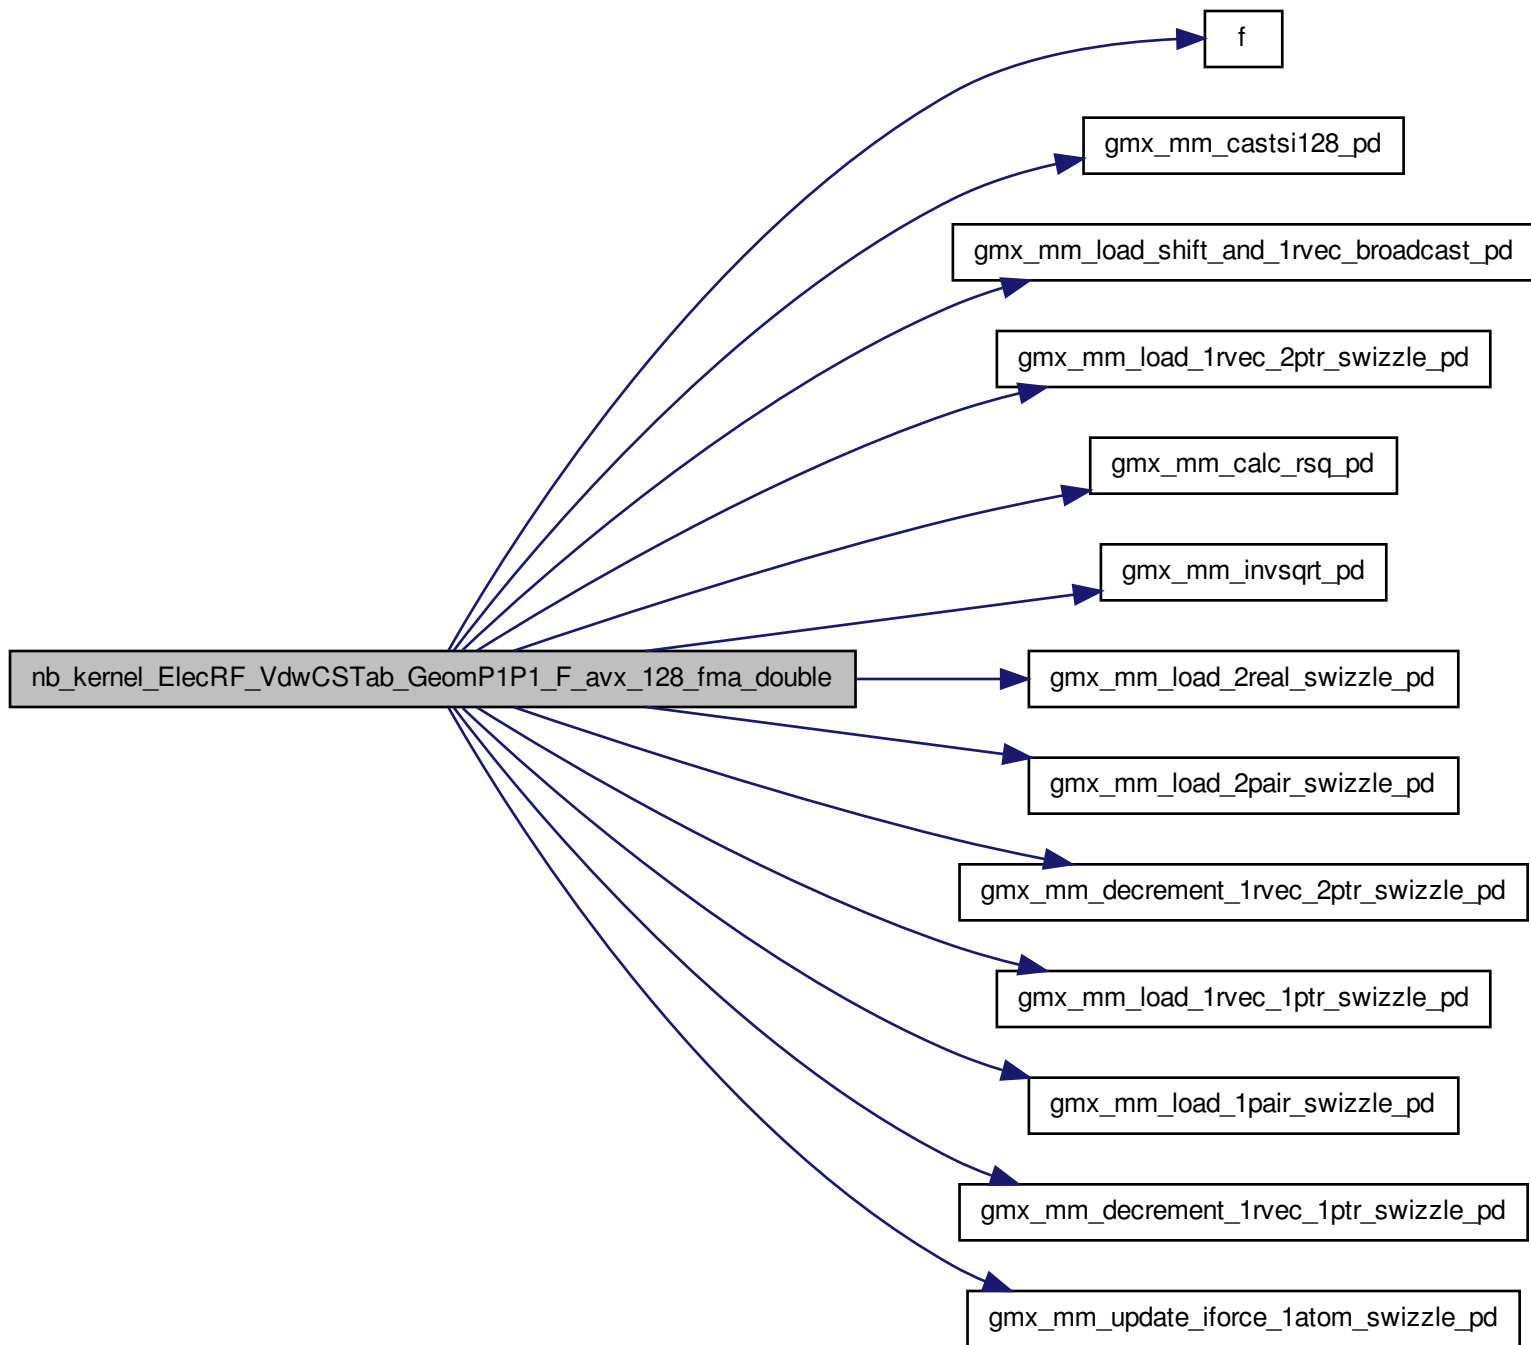 f
gmx_mm_castsi128_pd
gmx_mm_load_shift_and_1rvec_broadcast_pd
gmx_mm_load_1rvec_2ptr_swizzle_pd
gmx_mm_calc_rsq_pd
gmx_mm_invsqrt_pd
nb_kernel_ElecRF_VdwCSTab_GeomP1P1_F_avx_128_fma_double
gmx_mm_load_2real_swizzle_pd
gmx_mm_load_2pair_swizzle_pd
gmx_mm_decrement_1rvec_2ptr_swizzle_pd
gmx_mm_load_1rvec_1ptr_swizzle_pd
gmx_mm_load_1pair_swizzle_pd
gmx_mm_decrement_1rvec_1ptr_swizzle_pd
gmx_mm_update_iforce_1atom_swizzle_pd